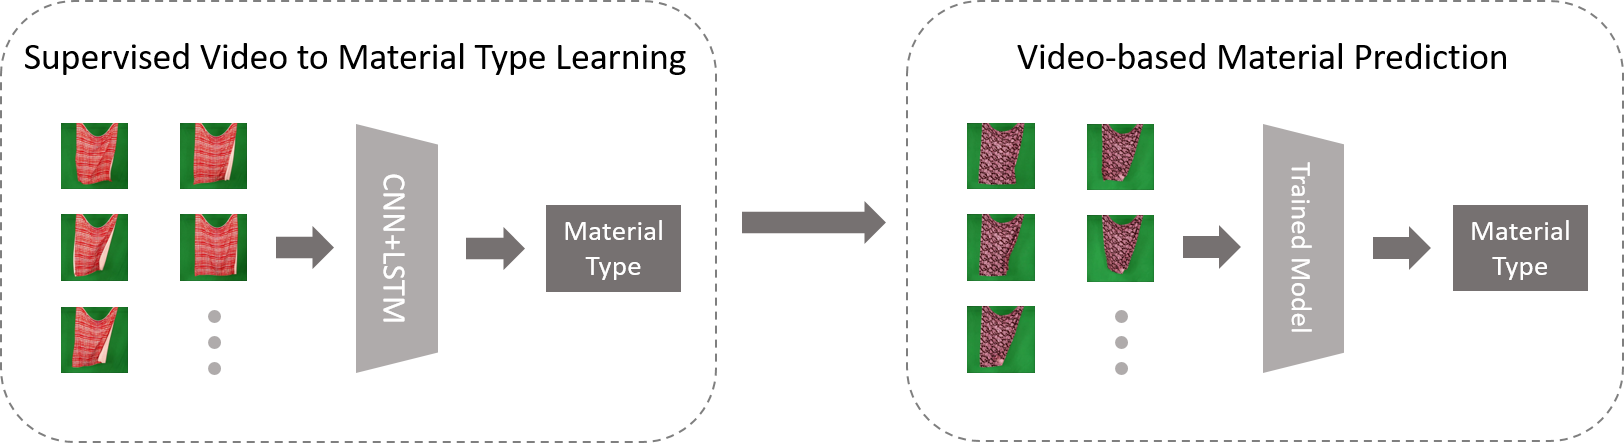 Supervised Video to Material Type Learning
CNN+LSTM
Material
Type
Video-based Material Prediction
Trained Model
Material
Type